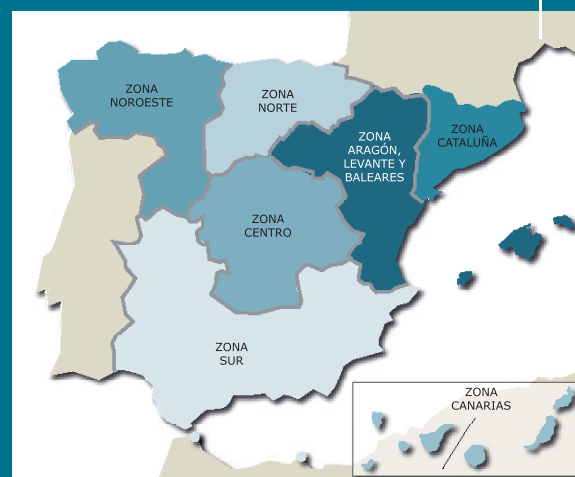 ZONA
NOROESTE
ZONA
NORTE
ZONA
ARAGÓN,
LEVANTE Y
BALEARES
ZONA
CATALUÑA
ZONA
CENTRO
ZONA
SUR
ZONA
CANARIAS